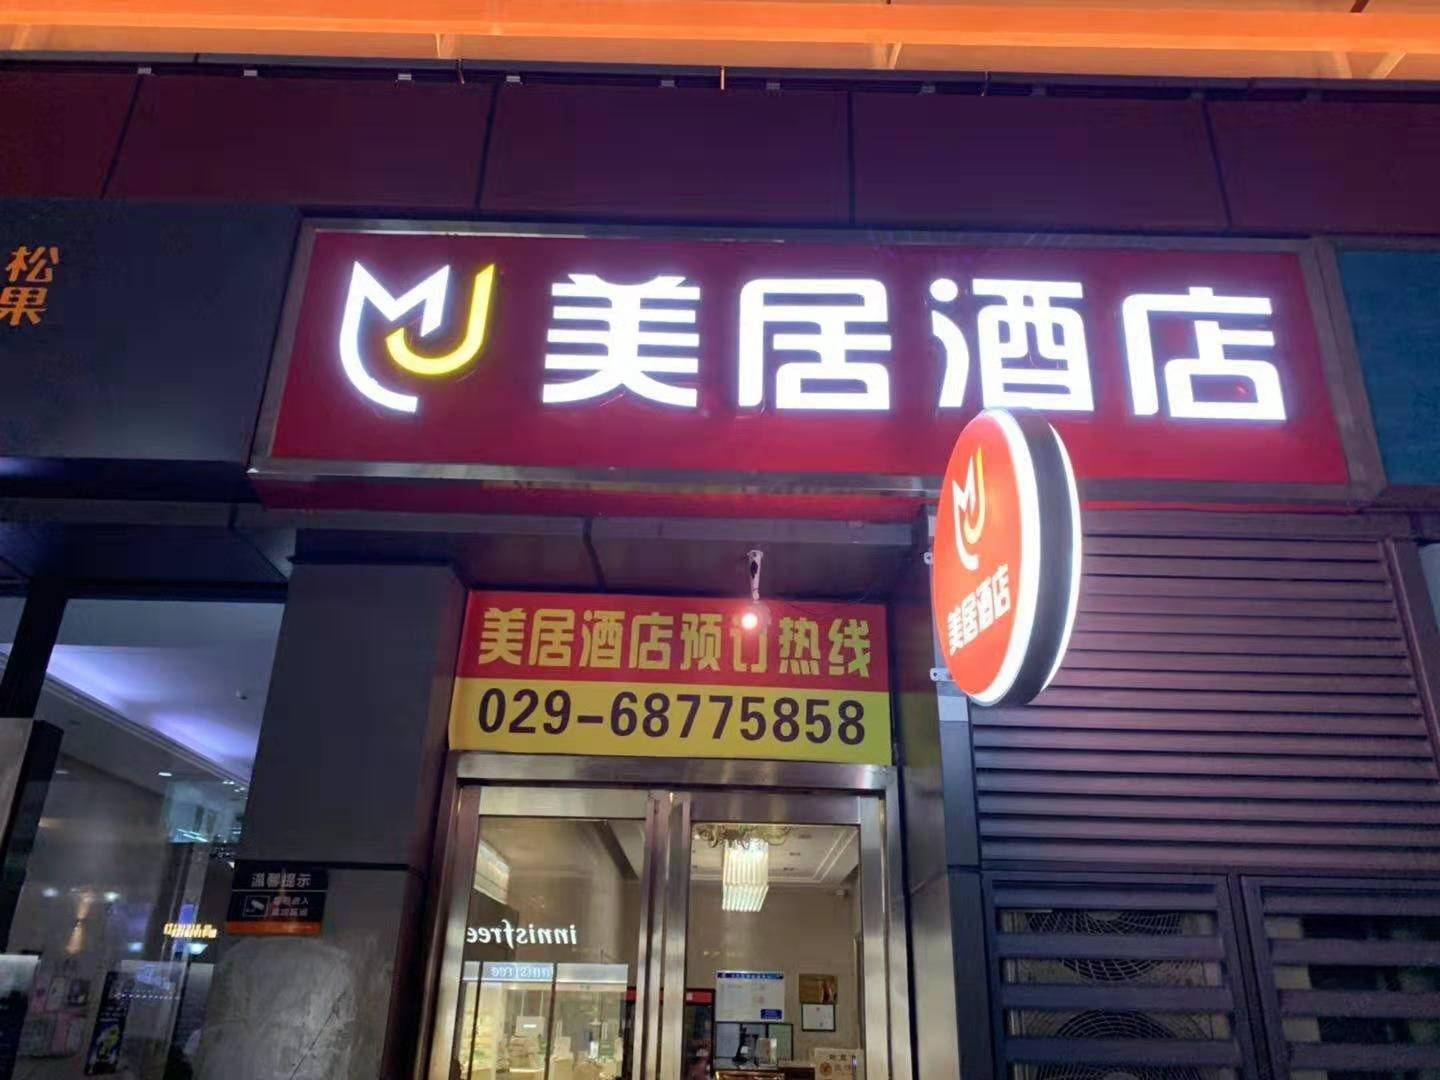 松
果
MJ 美居酒店
MJ
美居酒店
美居酒店预订热线
029-68775858
温馨提示
innisfree
innisfree